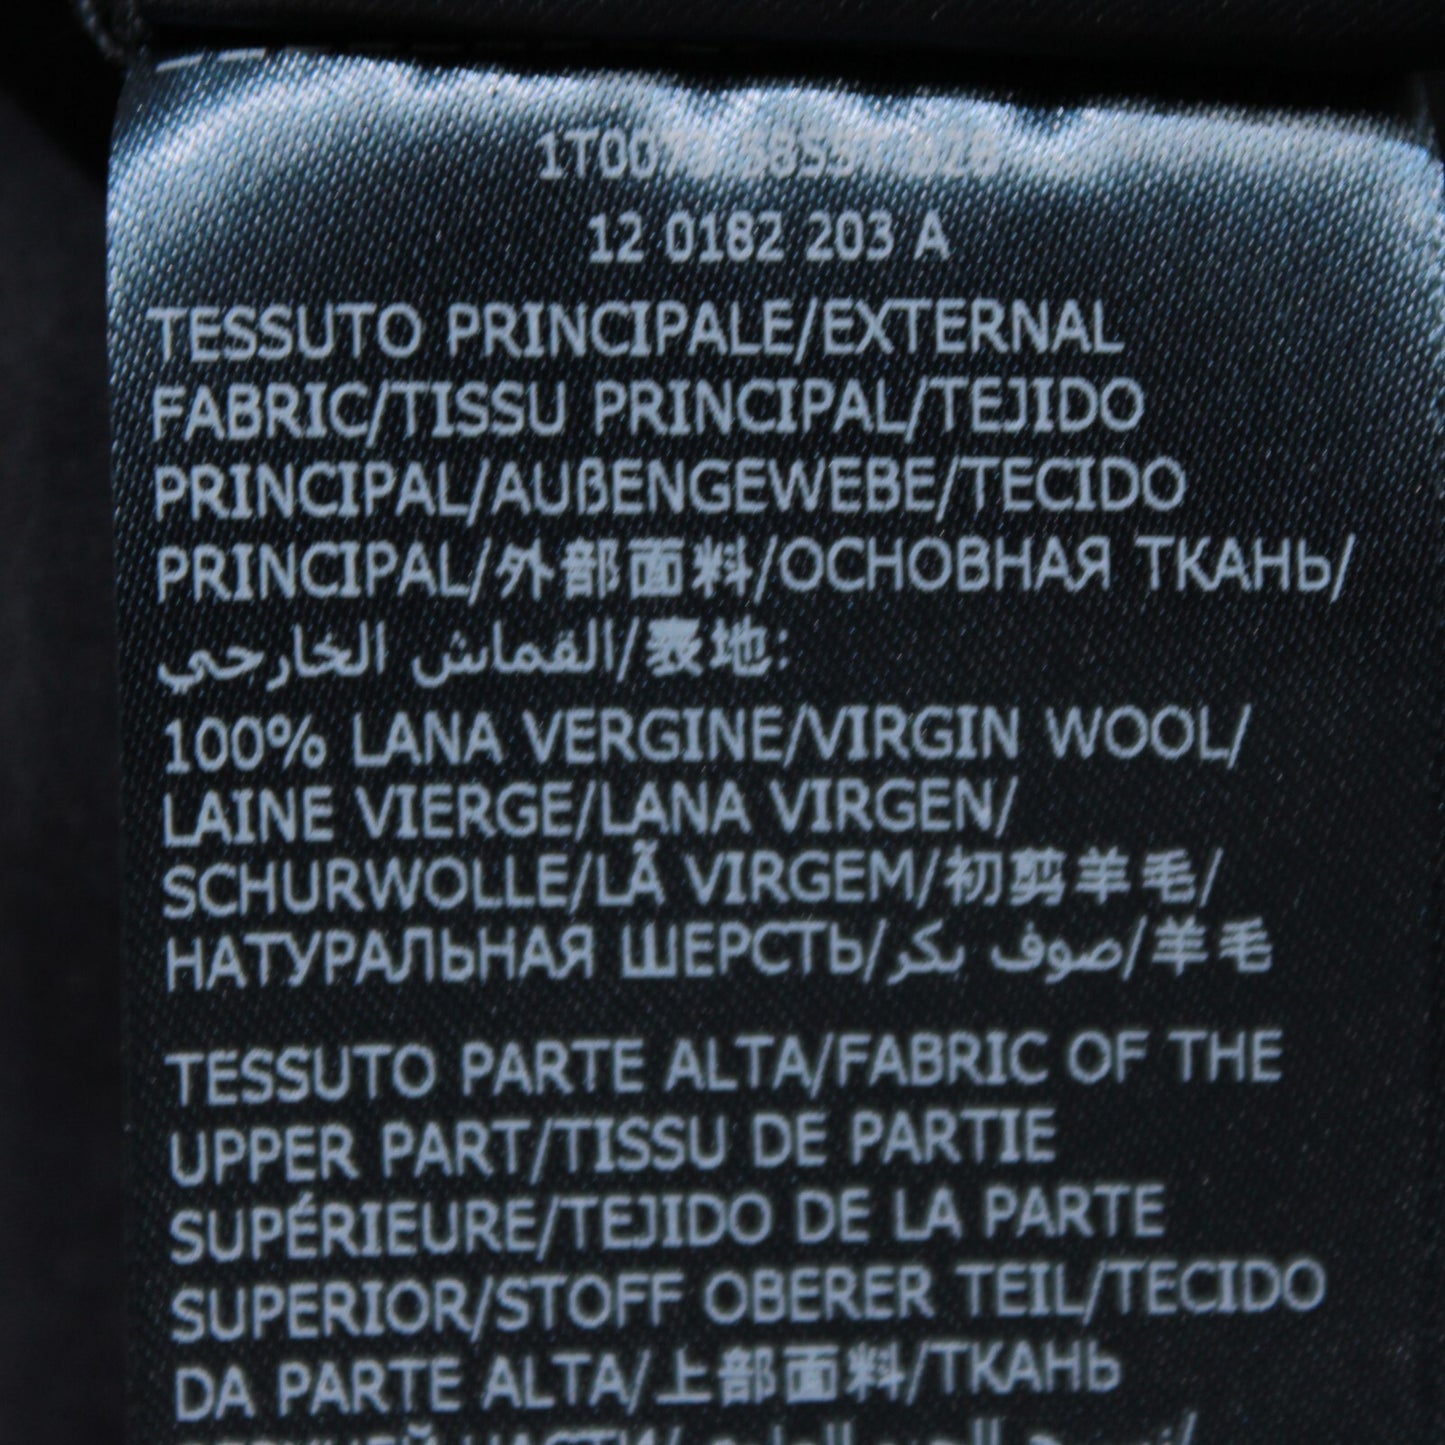 12 0182 203 A
TESSUTO PRINCIPALE/EXTERNAL
FABRIC/TISSU PRINCIPAL/TEJIDO
PRINCIPAL/AUßENGEWEBE/TECIDO
PRINCIPAL/外部面料/ОСНОВНАЯ ТКАНЬ/
القماش الخارجي/表地:
100% LANA VERGINE/VIRGIN WOOL/
LAINE VIERGE/LANA VIRGEN/
SCHURWOLLE/LÃ VIRGEM/初剪羊毛/
НАТУРАЛЬНАЯ ШЕРСТЬ/صوف بكر/羊毛
TESSUTO PARTE ALTA/FABRIC OF THE
UPPER PART/TISSU DE PARTIE
SUPÉRIEURE/TEJIDO DE LA PARTE
SUPERIOR/STOFF OBERER TEIL/TECIDO
DA PARTE ALTA/上部面料/ТКАНЬ